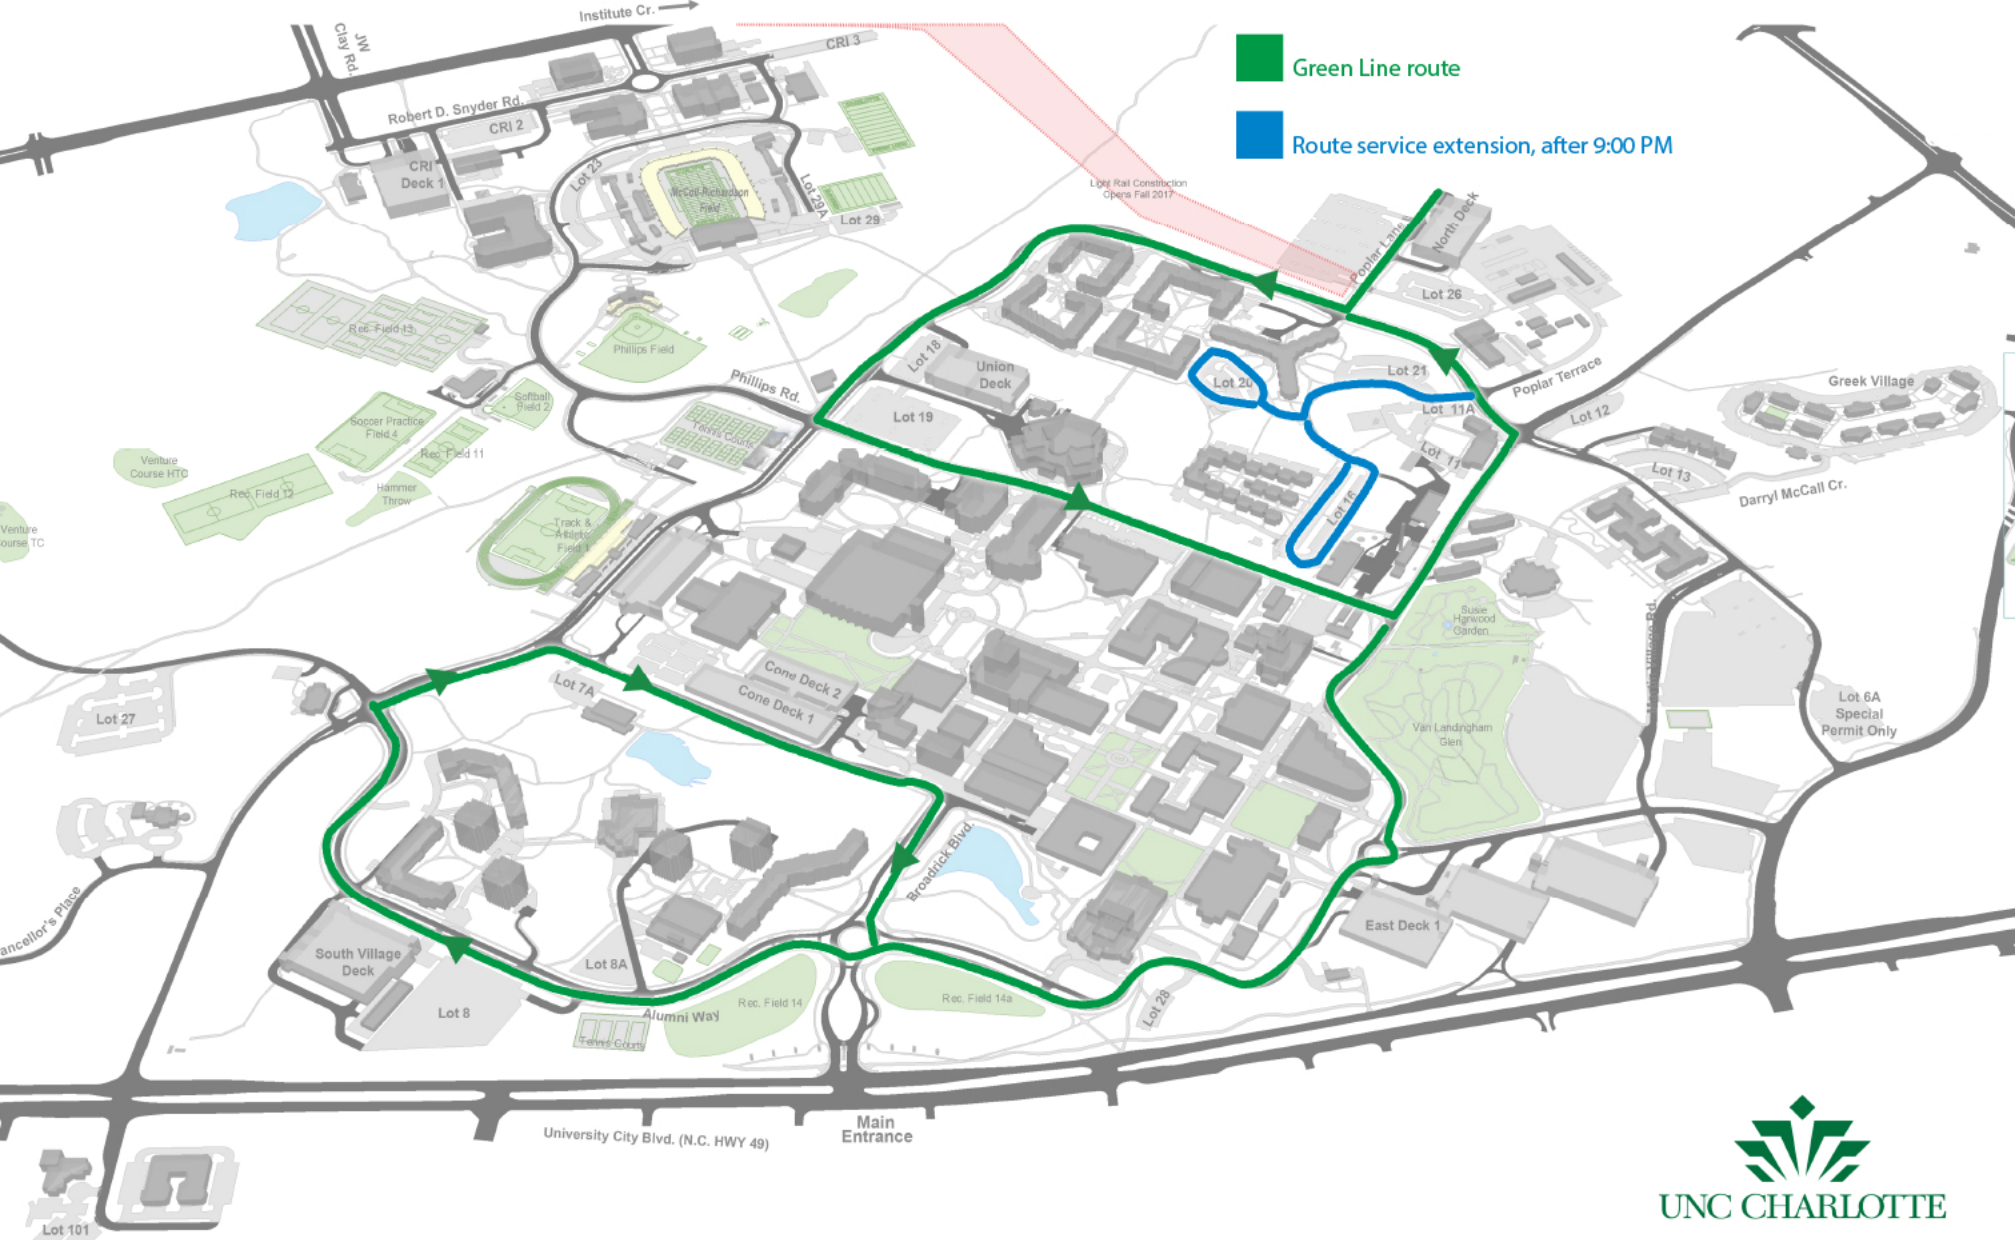 Institute Cr.
JW
Clay Rd.
CRI 3
Green Line route
Robert D. Snyder Rd.
CRI 2
Route service extension, after 9:00 PM
CRI
Deck 1
Lot 23
McColl-Richardson
Field
Lot 29A
Lot 29
Light Rail Construction
Opens Fall 2017
North Deck
Poplar Lane
Lot 26
Rec. Field 13
Phillips Field
Lot 18
Union
Deck
Lot 20
Lot 21
Poplar Terrace
Greek Village
Phillips Rd.
Softball
Field 2
Lot 19
Lot 11A
Lot 12
Soccer Practice
Field 4
Tennis Courts
Rec. Field 11
Lot 11
Venture
Course HTC
Lot 13
Darryl McCall Cr.
Rec. Field 12
Hammer
Throw
Lot 16
Venture
ourse TC
Track &
Athletic
Field 1
Susie
Harwood
Garden
Cone Deck 2
Cone Deck 1
Lot 7A
Lot 27
Lot 6A
Special
Permit Only
Van Landingham
Glen
Broadrick Blvd.
ancellor's Place
East Deck 1
South Village
Deck
Lot 8A
Rec. Field 14
Rec. Field 14a
Lot 28
Lot 8
Alumni Way
Tennis Courts
Main
Entrance
University City Blvd. (N.C. HWY 49)
UNC CHARLOTTE
Lot 101